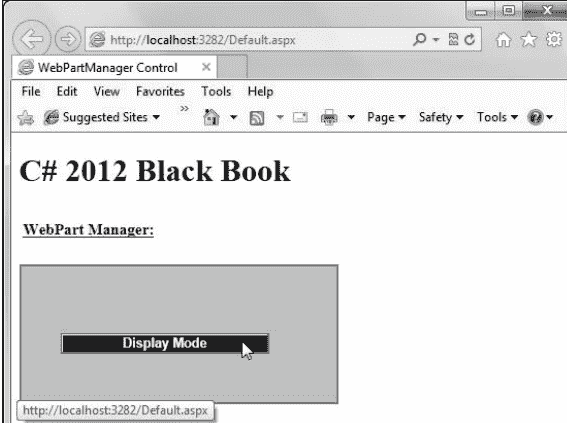 http://localhost:3282/Default.aspx
WebPartManager Control
File Edit View Favorites Tools Help
Suggested Sites Page Safety Tools
C# 2012 Black Book
WebPart Manager:
Display Mode
http://localhost:3282/Default.aspx